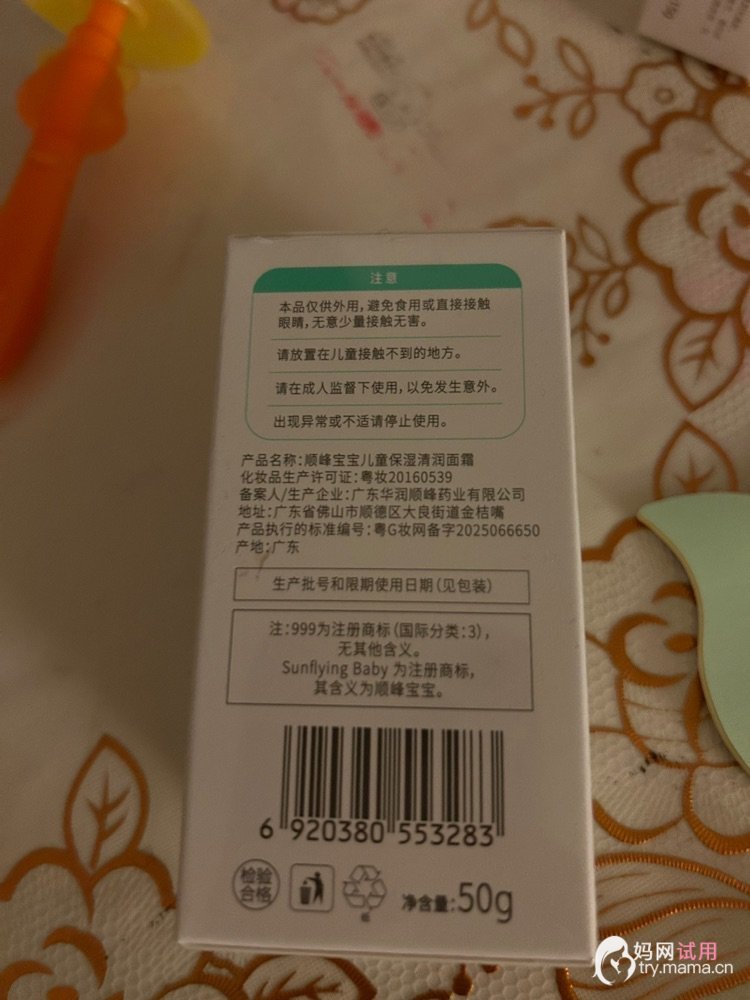 注意
本品仅供外用，避免食用或直接接触
眼睛，无意少量接触无害。
请放置在儿童接触不到的地方。
请在成人监督下使用，以免发生意外。
出现异常或不适请停止使用。
产品名称：顺峰宝宝儿童保湿清润面霜
化妆品生产许可证：粤妆20160539
备案人/生产企业：广东华润顺峰药业有限公司
地址：广东省佛山市顺德区大良街道金桔嘴
产品执行的标准编号：粤G妆网备字2025066650
产地：广东
生产批号和限期使用日期（见包装）
注：999为注册商标（国际分类：3），
无其他含义。
Sunflying Baby 为注册商标，
其含义为顺峰宝宝。
6 920380 553283
检验
合格
净含量：50g
妈网试用
try.mama.cn